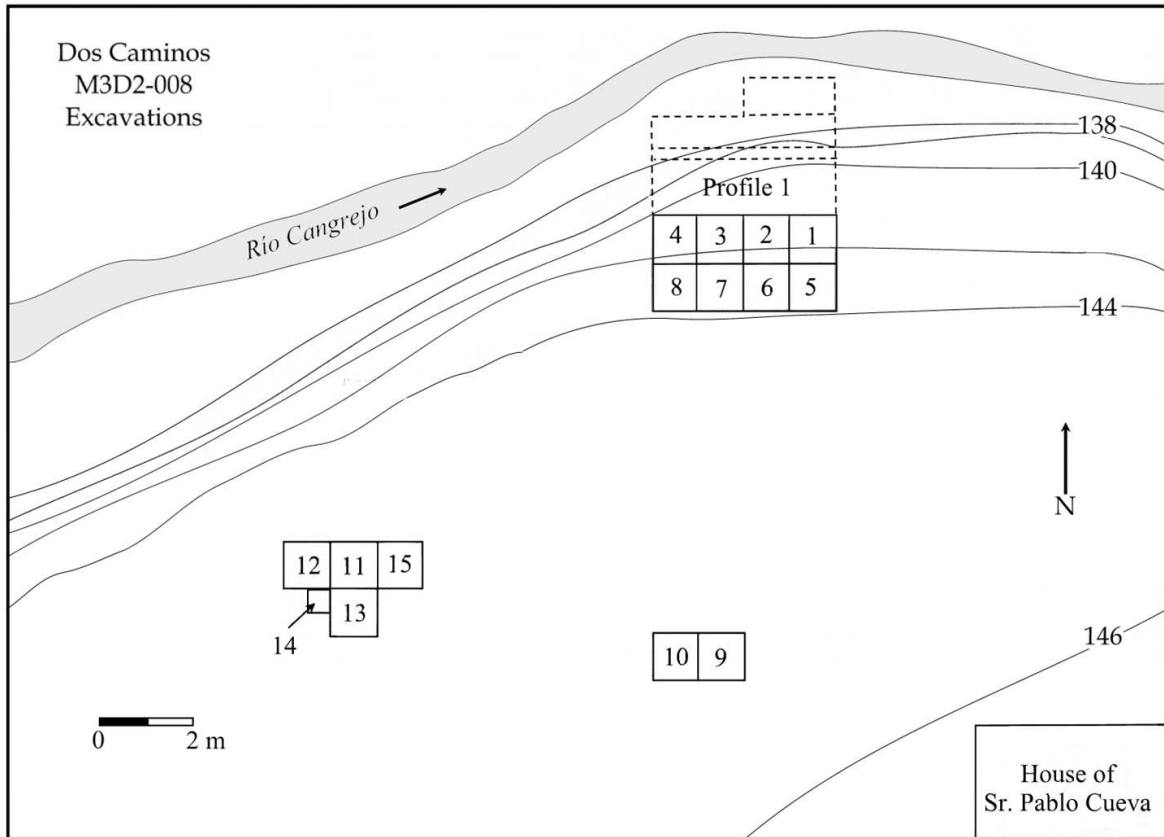 Dos Caminos
M3D2-008
Excavations
Río Cangrejo
138
140
Profile 1
4 3 2 1
8 7 6 5
144
N
12 11 15
13
14
10 9
146
0 2 m
House of
Sr. Pablo Cueva